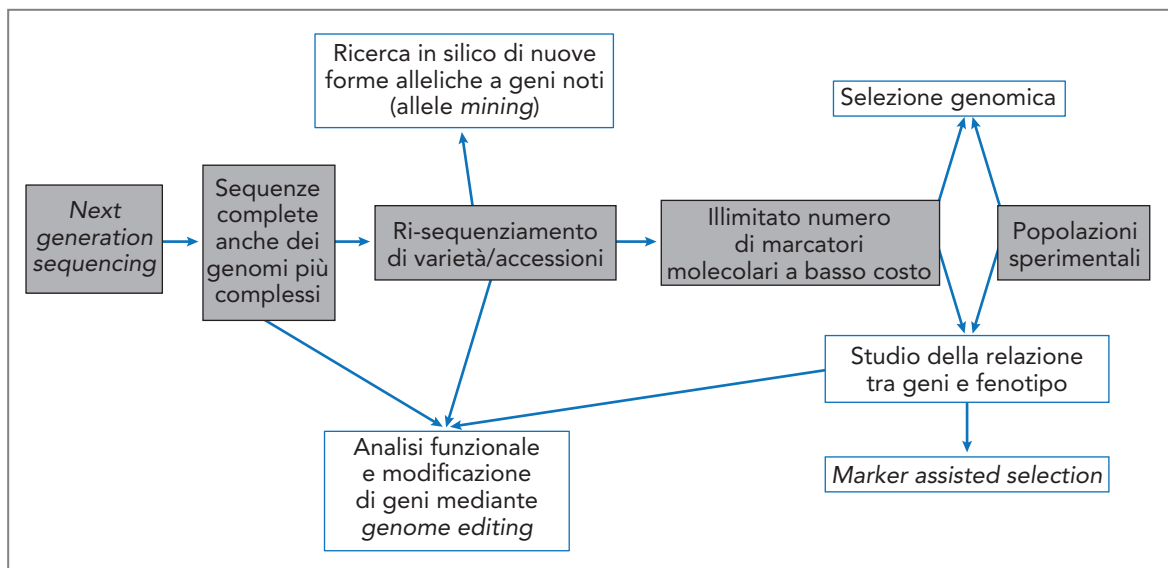 Ricerca in silico di nuove
forme alleliche a geni noti
(allele mining)
Selezione genomica
Next
generation
sequencing
Sequenze
complete
anche dei
genomi più
complessi
Ri-sequenziamento
di varietà/accessioni
Illimitato numero
di marcatori
molecolari a basso costo
Popolazioni
sperimentali
Studio della relazione
tra geni e fenotipo
Analisi funzionale
e modificazione
di geni mediante
genome editing
Marker assisted selection